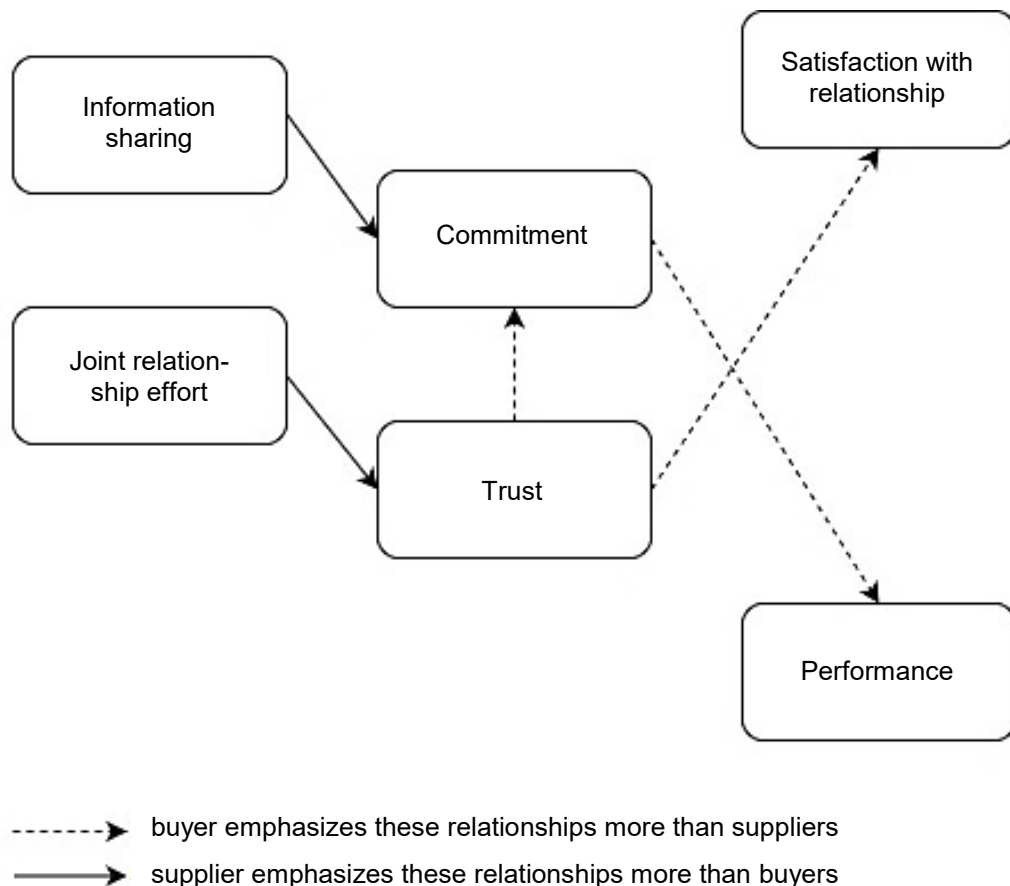 Information
sharing
Satisfaction with
relationship
Commitment
Joint relation-
ship effort
Trust
Performance
buyer emphasizes these relationships more than suppliers
supplier emphasizes these relationships more than buyers